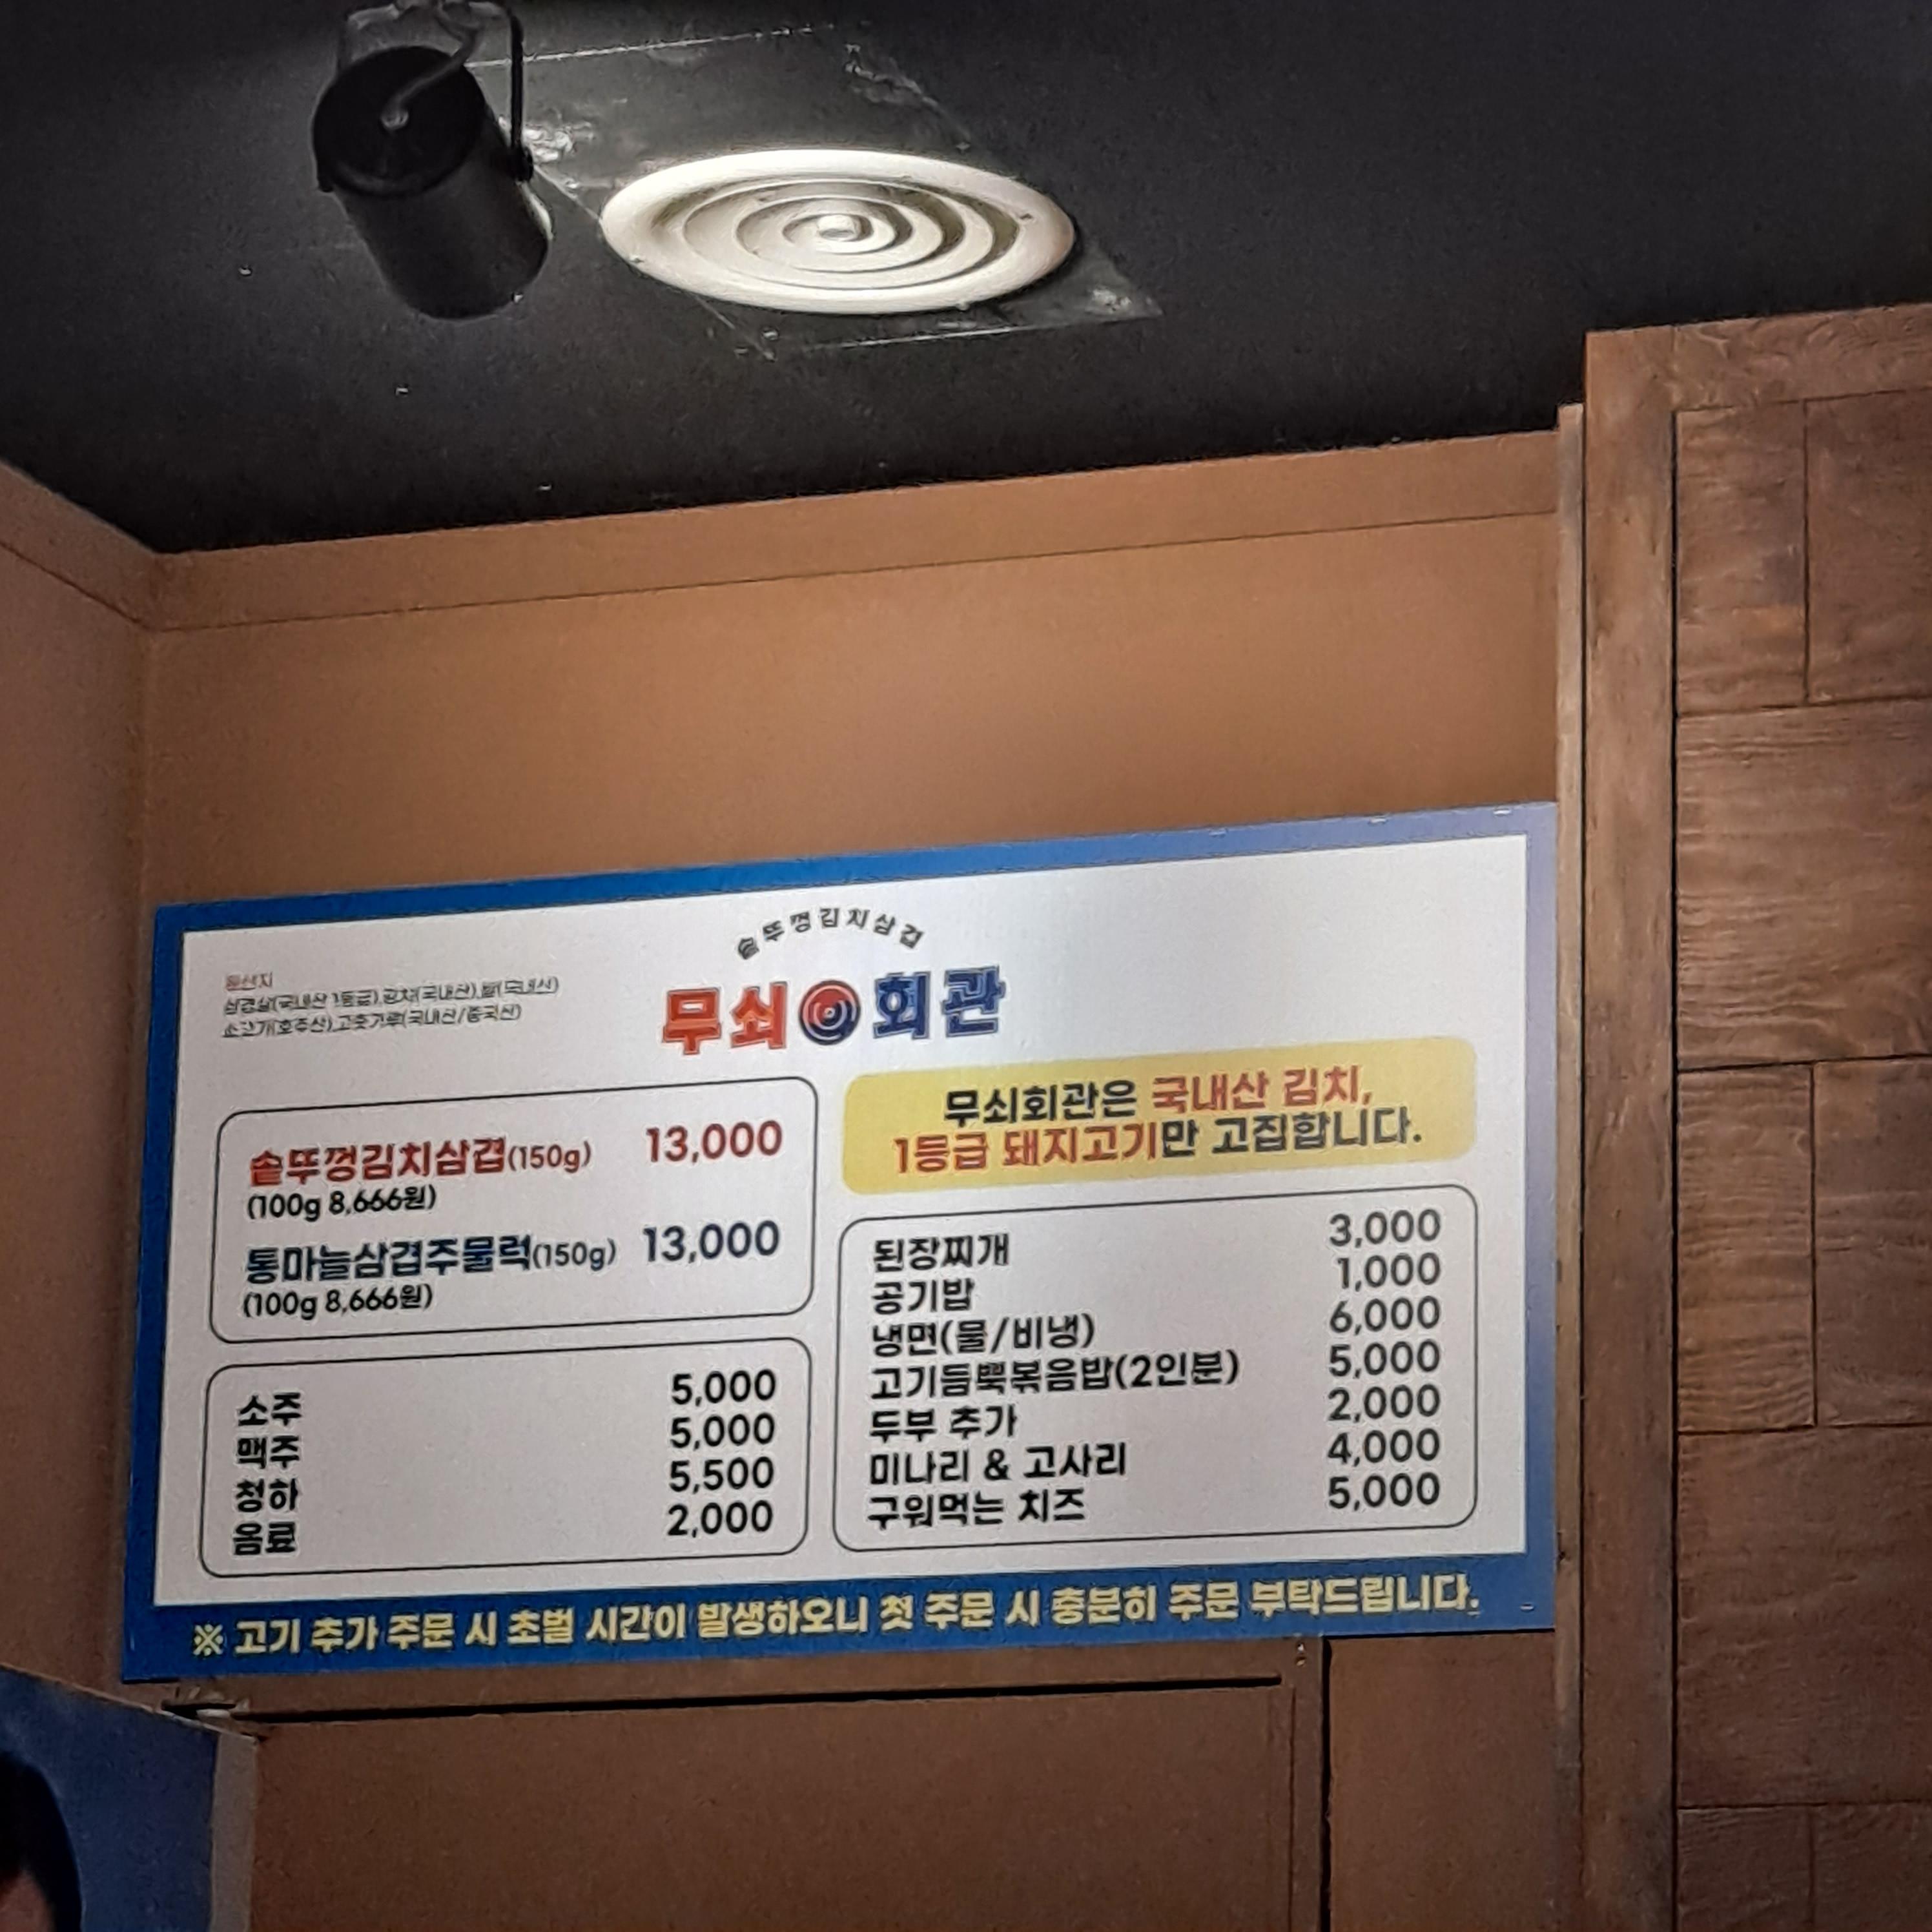 솥뚜껑김치삼겹
무쇠회관
원산지
삼겹살(국내산 1등급),김치(국내산),쌀(국내산)
고춧가루(국내산/중국산)
솥뚜껑김치삼겹(150g) 13,000
(100g 8,666원)
통마늘삼겹주물럭(150g) 13,000
(100g 8,666원)
소주 5,000
맥주 5,000
청하 5,500
음료 2,000
무쇠회관은 국내산 김치,
1등급 돼지고기만 고집합니다.
된장찌개 3,000
공기밥 1,000
냉면(물/비냉) 6,000
고기듬뿍볶음밥(2인분) 5,000
두부 추가 2,000
미나리 & 고사리 4,000
구워먹는 치즈 5,000
※ 고기 추가 주문 시 초벌 시간이 발생하오니 첫 주문 시 충분히 주문 부탁드립니다.